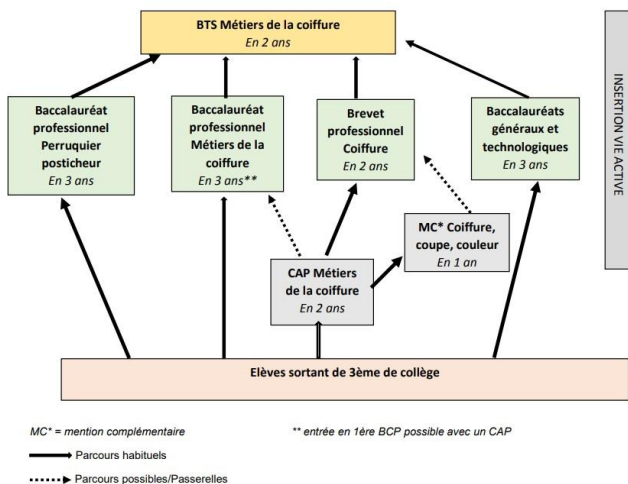 BTS Métiers de la coiffure
En 2 ans
Baccalauréat
professionnel
Perruquier
posticheur
En 3 ans
Baccalauréat
professionnel
Métiers de la
coiffure
En 3 ans**
Brevet
professionnel
Coiffure
En 2 ans
Baccalauréats
généraux et
technologiques
En 3 ans
INSERTION VIE ACTIVE
MC* Coiffure,
coupe, couleur
En 1 an
CAP Métiers
de la coiffure
En 2 ans
Elèves sortant de 3ème de collège
MC* = mention complémentaire
** entrée en 1ère BCP possible avec un CAP
Parcours habituels
Parcours possibles/Passerelles